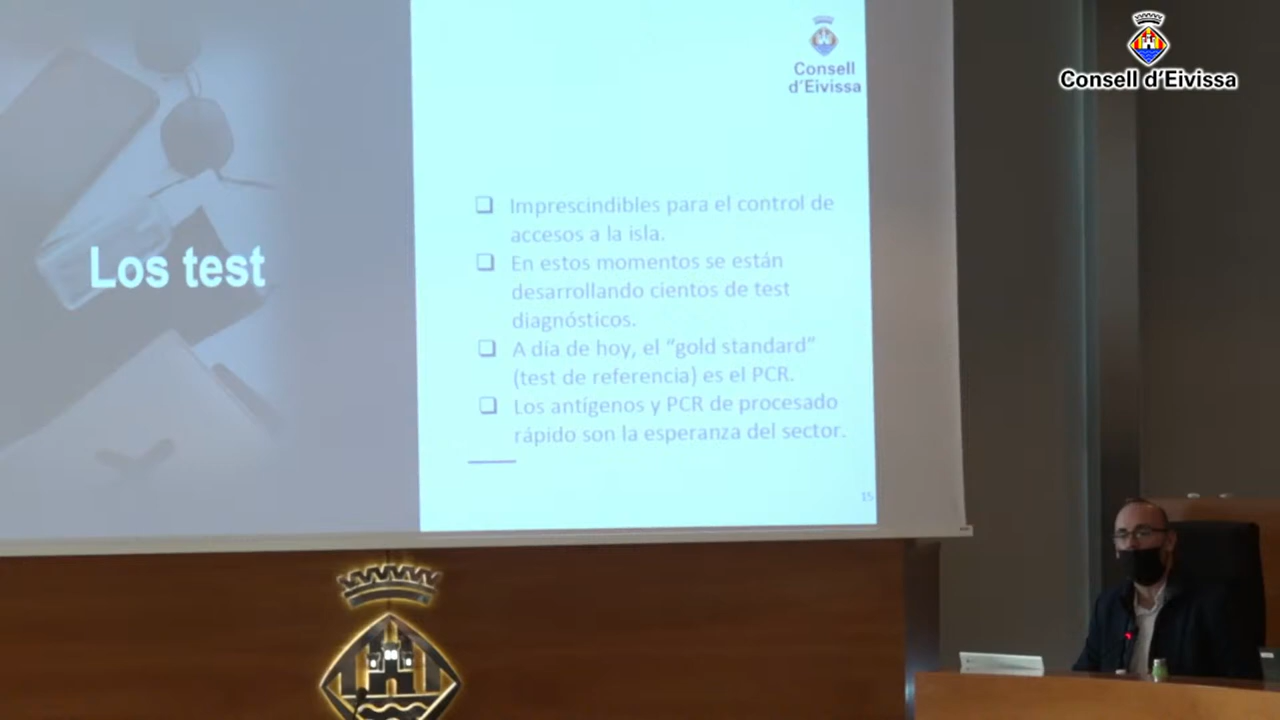 Consell d'Eivissa
Consell
d'Eivissa
Los test
❑ Imprescindibles para el control de
accesos a la isla.
❑ En estos momentos se están
desarrollando cientos de test
diagnósticos.
❑ A día de hoy, el “gold standard”
(test de referencia) es el PCR.
❑ Los antígenos y PCR de procesado
rápido son la esperanza del sector.
15